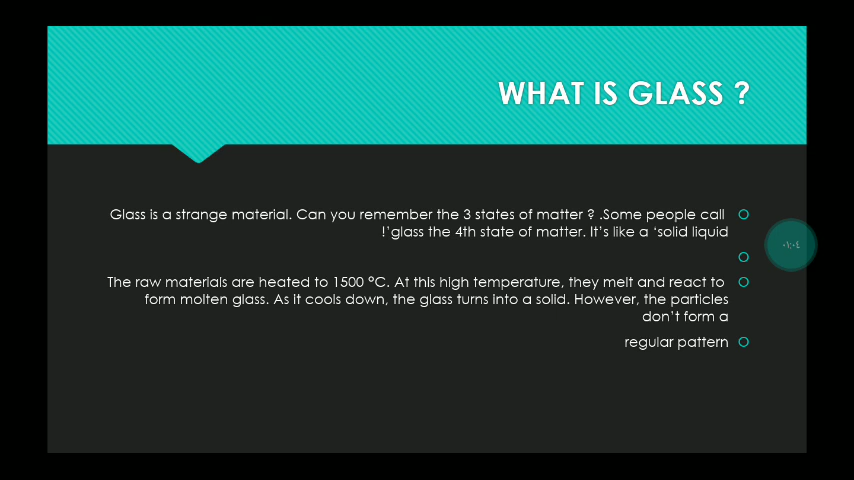 WHAT IS GLASS ?
Glass is a strange material. Can you remember the 3 states of matter ? .Some people call
!'glass the 4th state of matter. It's like a 'solid liquid
The raw materials are heated to 1500 °C. At this high temperature, they melt and react to
form molten glass. As it cools down, the glass turns into a solid. However, the particles
don't form a
regular pattern